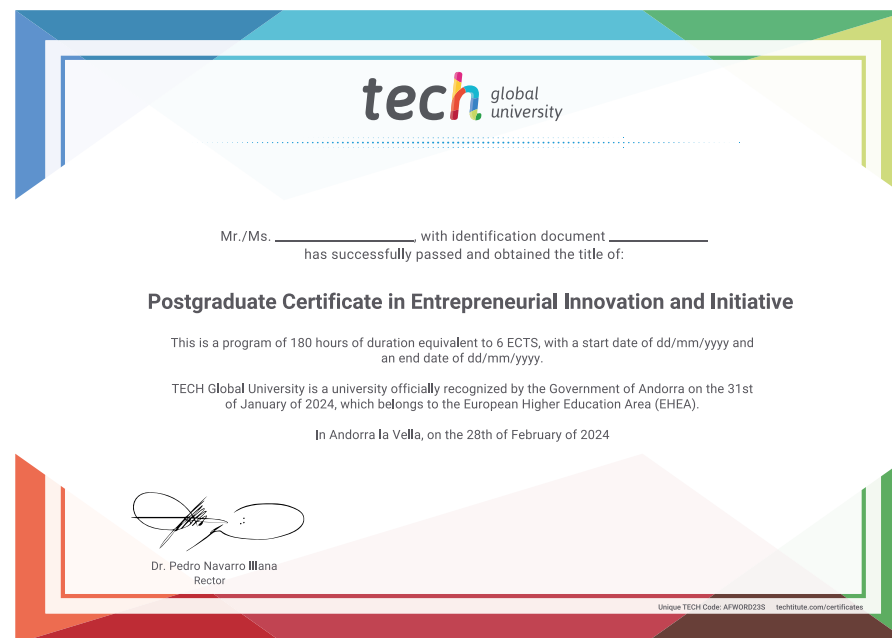 tech global
university
Mr./Ms. ________________, with identification document ____________
has successfully passed and obtained the title of:
Postgraduate Certificate in Entrepreneurial Innovation and Initiative
This is a program of 180 hours of duration equivalent to 6 ECTS, with a start date of dd/mm/yyyy and
an end date of dd/mm/yyyy.
TECH Global University is a university officially recognized by the Government of Andorra on the 31st
of January of 2024, which belongs to the European Higher Education Area (EHEA).
In Andorra la Vella, on the 28th of February of 2024
Dr. Pedro Navarro Illana
Rector
Unique TECH Code: AFWORD23S techtitute.com/certificates